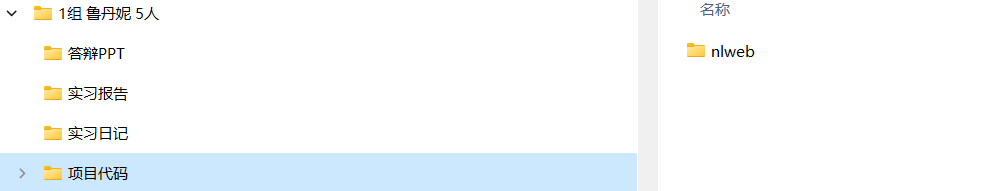 1组 鲁丹妮 5人
答辩PPT
实习报告
实习日记
项目代码
名称
nlweb